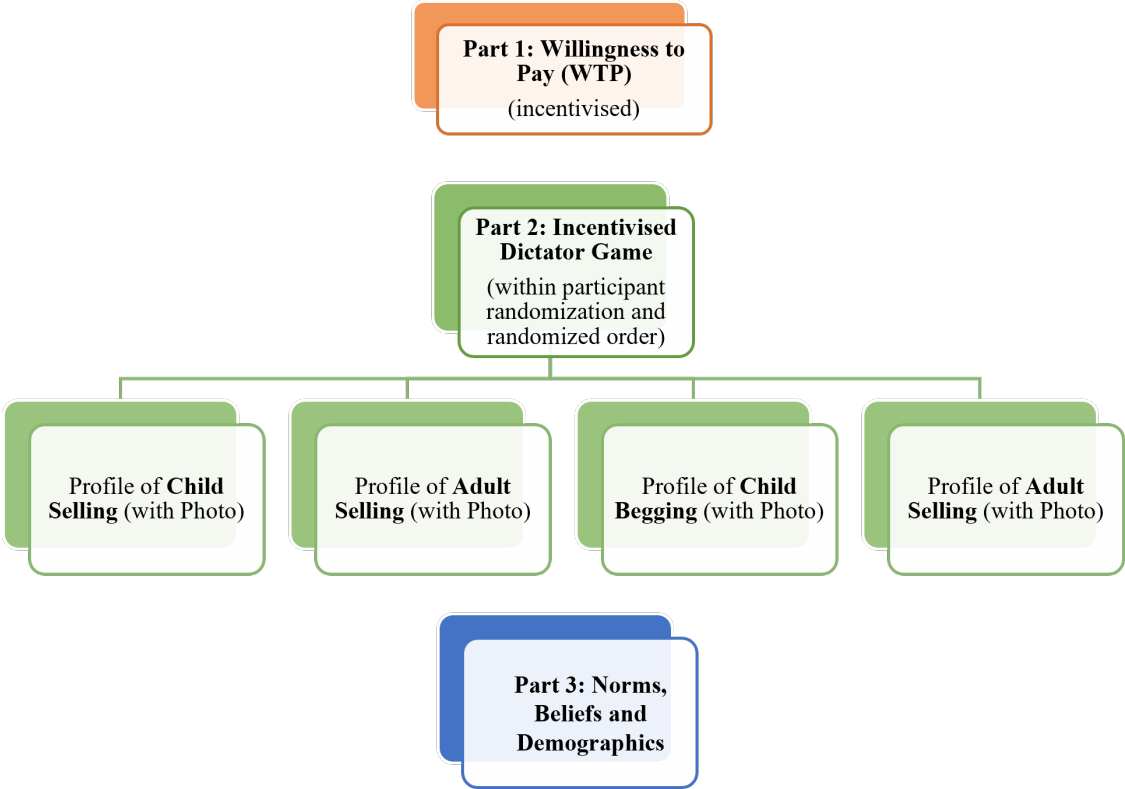 Part 1: Willingness to
Pay (WTP)
(incentivised)
Part 2: Incentivised
Dictator Game
(within participant
randomization and
randomized order)
Profile of Child
Selling (with Photo)
Profile of Adult
Selling (with Photo)
Profile of Child
Begging (with Photo)
Profile of Adult
Selling (with Photo)
Part 3: Norms,
Beliefs and
Demographics